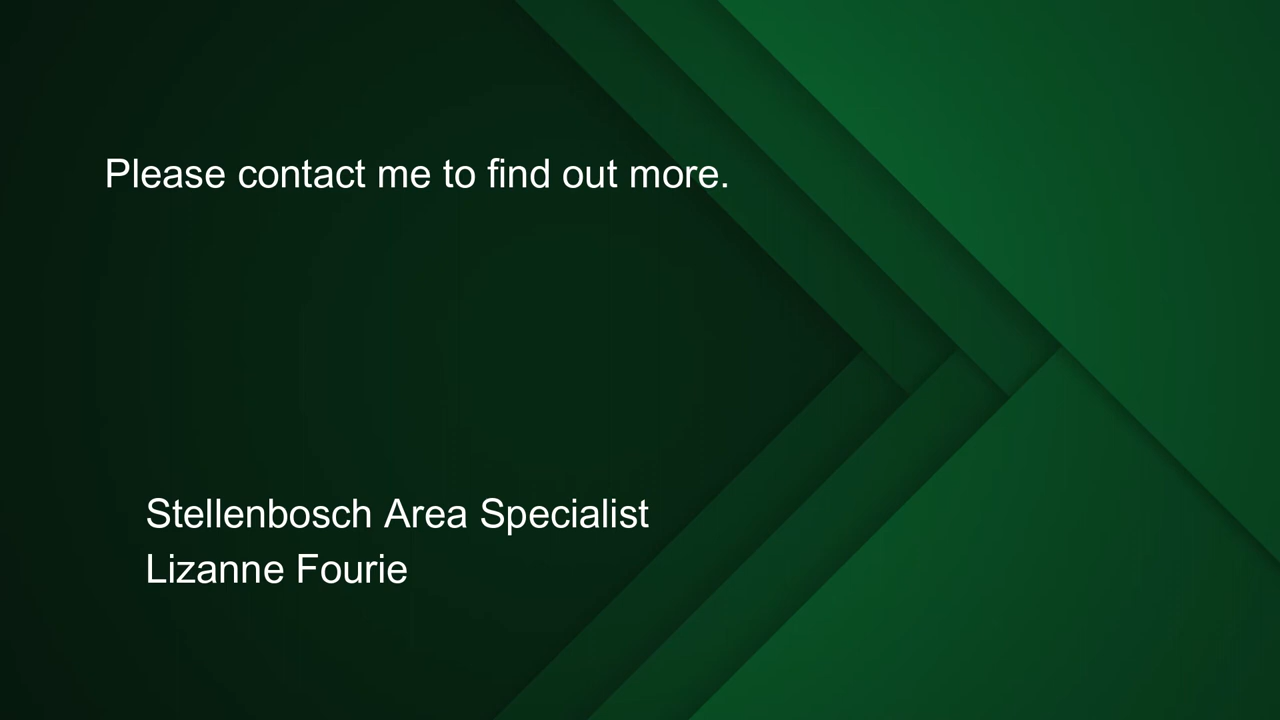 Please contact me to find out more.
Stellenbosch Area Specialist
Lizanne Fourie